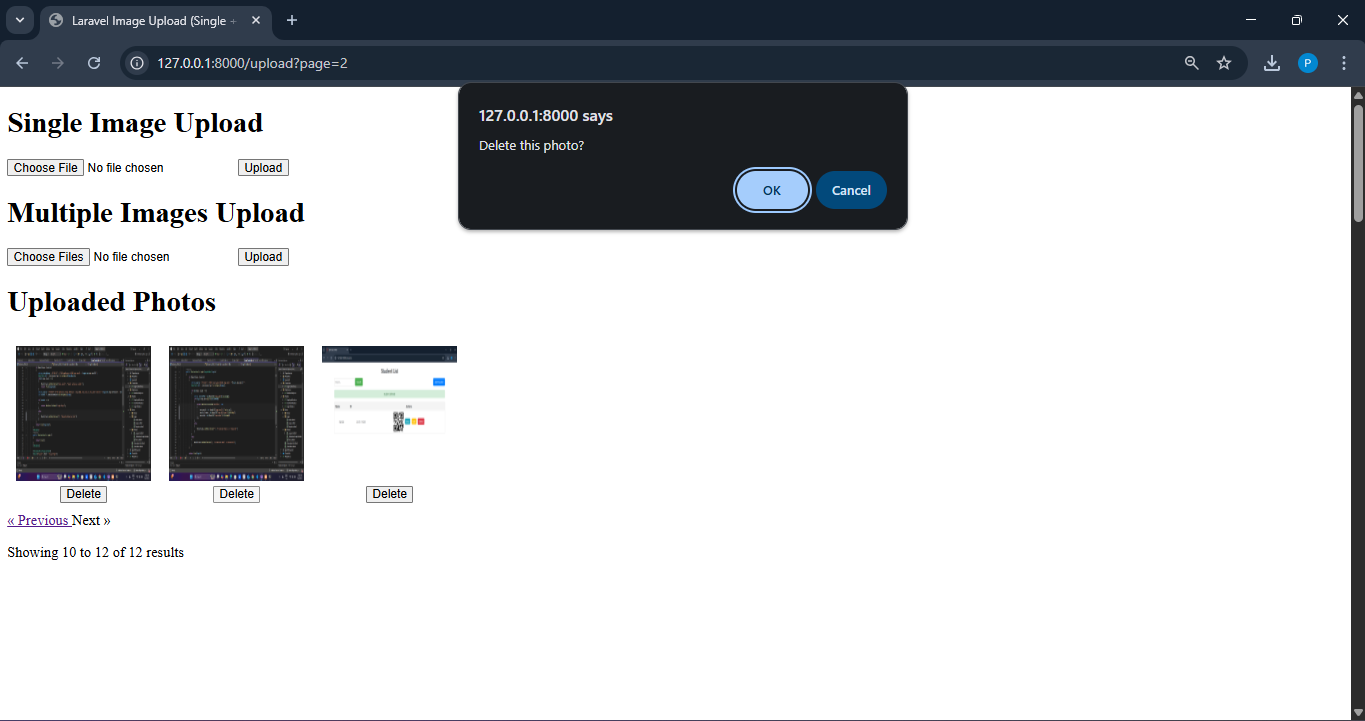 Laravel Image Upload (Single +
127.0.0.1:8000/upload?page=2
P
127.0.0.1:8000 says
Delete this photo?
OK
Cancel
Single Image Upload
Choose File No file chosen
Upload
Multiple Images Upload
Choose Files No file chosen
Upload
Uploaded Photos
Student List
Delete
Delete
Delete
« Previous Next »
Showing 10 to 12 of 12 results